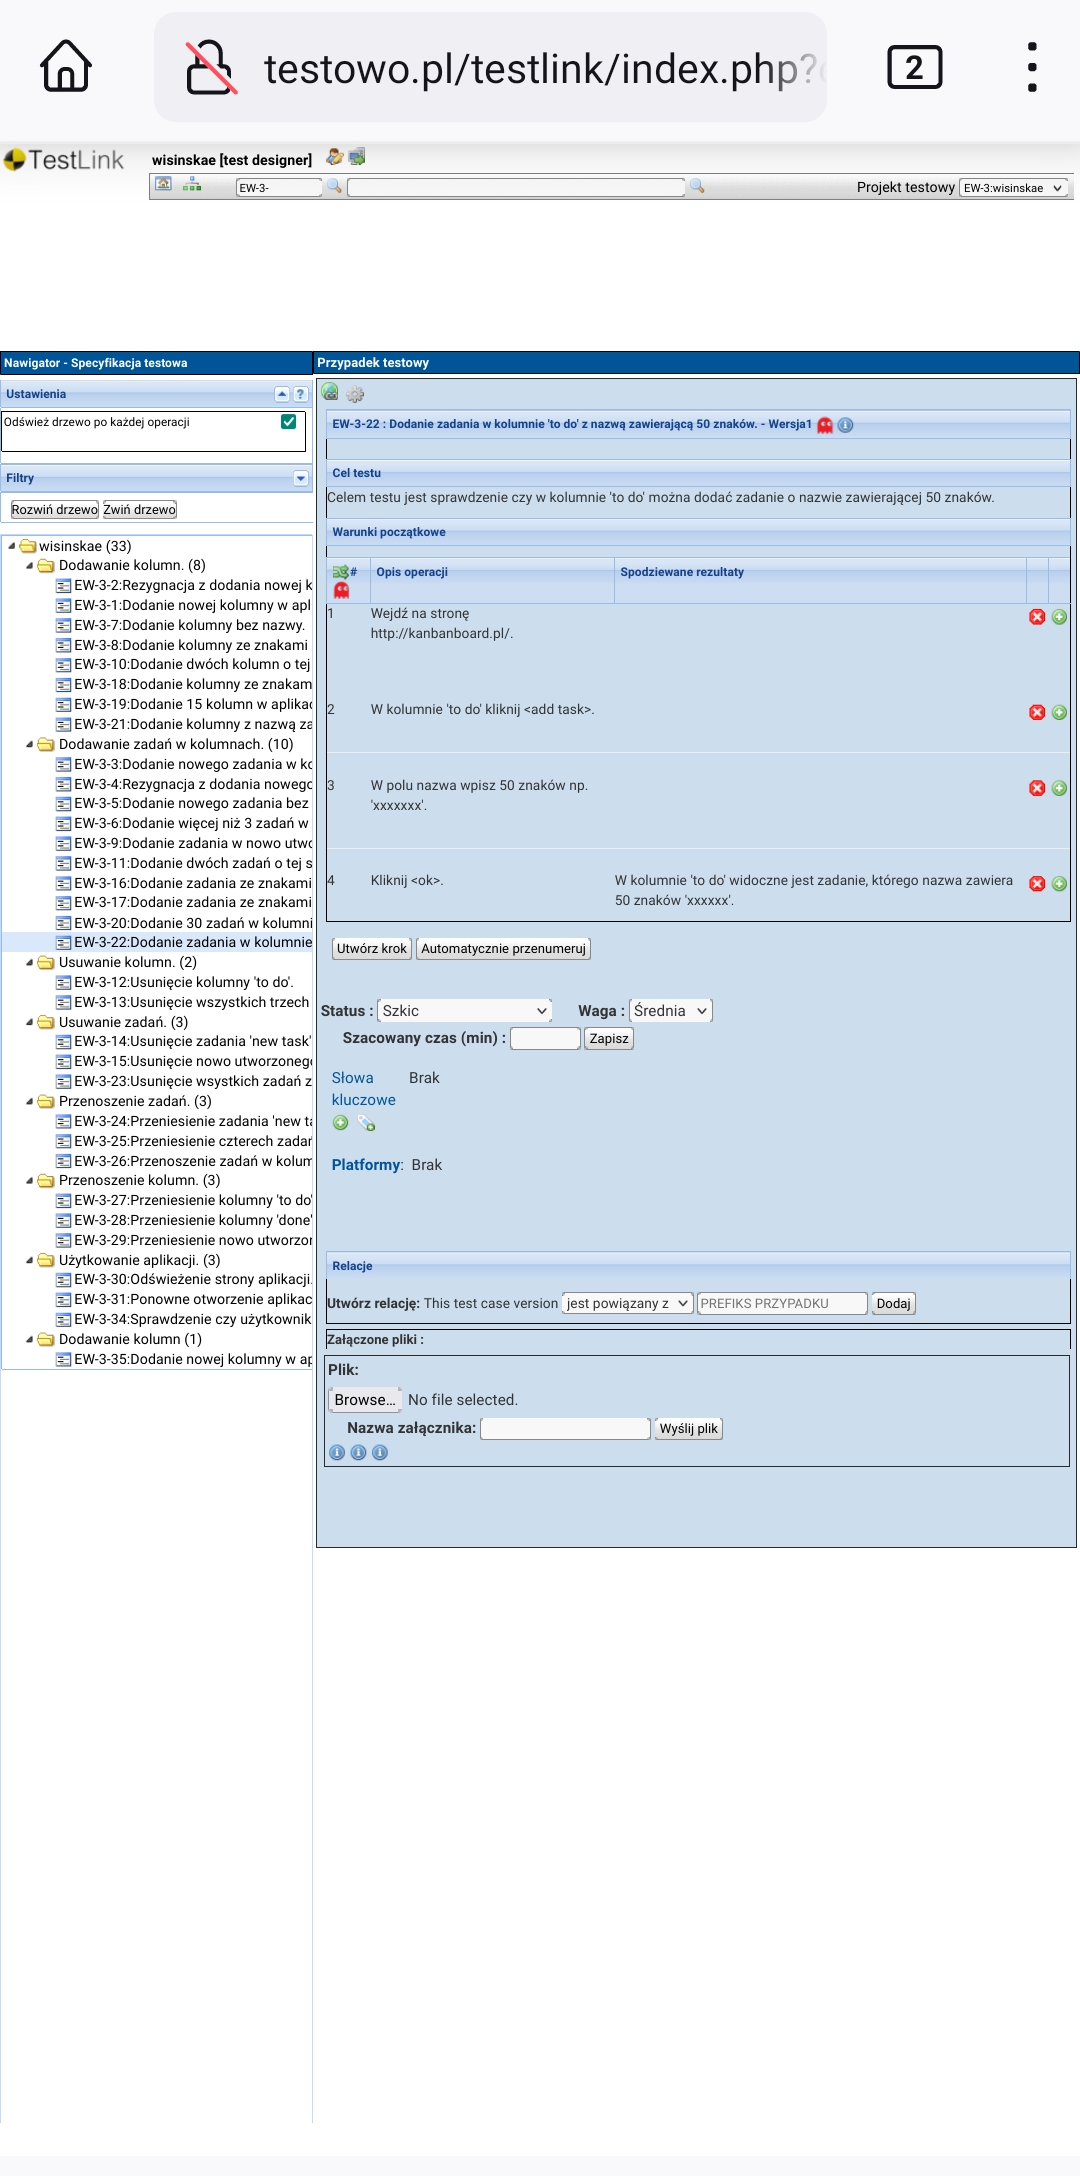 testowo.pl/testlink/index.php?
2
TestLink
wisinskae [test designer]
EW-3-
Projekt testowy EW-3:wisinskae
Nawigator - Specyfikacja testowa
Ustawienia
Odśwież drzewo po każdej operacji
Filtry
Rozwiń drzewo Zwiń drzewo
wisinskae (33)
Dodawanie kolumn. (8)
EW-3-2:Rezygnacja z dodania nowej k
EW-3-1:Dodanie nowej kolumny w apl
EW-3-7:Dodanie kolumny bez nazwy.
EW-3-8:Dodanie kolumny ze znakami
EW-3-10:Dodanie dwóch kolumn o tej
EW-3-18:Dodanie kolumny ze znakam
EW-3-19:Dodanie 15 kolumn w aplikac
EW-3-21:Dodanie kolumny z nazwą za
Dodawanie zadań w kolumnach. (10)
EW-3-3:Dodanie nowego zadania w ko
EW-3-4:Rezygnacja z dodania nowego
EW-3-5:Dodanie nowego zadania bez
EW-3-6:Dodanie więcej niż 3 zadań w
EW-3-9:Dodanie zadania w nowo utwo
EW-3-11:Dodanie dwóch zadań o tej s
EW-3-16:Dodanie zadania ze znakami
EW-3-17:Dodanie zadania ze znakami
EW-3-20:Dodanie 30 zadań w kolumni
EW-3-22:Dodanie zadania w kolumnie
Usuwanie kolumn. (2)
EW-3-12:Usunięcie kolumny 'to do'.
EW-3-13:Usunięcie wszystkich trzech
Usuwanie zadań. (3)
EW-3-14:Usunięcie zadania 'new task'
EW-3-15:Usunięcie nowo utworzonego
EW-3-23:Usunięcie wsystkich zadań z
Przenoszenie zadań. (3)
EW-3-24:Przeniesienie zadania 'new ta
EW-3-25:Przeniesienie czterech zadań
EW-3-26:Przenoszenie zadań w kolum
Przenoszenie kolumn. (3)
EW-3-27:Przeniesienie kolumny 'to do'
EW-3-28:Przeniesienie kolumny 'done'
EW-3-29:Przeniesienie nowo utworzon
Użytkowanie aplikacji. (3)
EW-3-30:Odświeżenie strony aplikacji.
EW-3-31:Ponowne otworzenie aplikac
EW-3-34:Sprawdzenie czy użytkownik
Dodawanie kolumn (1)
EW-3-35:Dodanie nowej kolumny w ap
Przypadek testowy
EW-3-22 : Dodanie zadania w kolumnie 'to do' z nazwą zawierającą 50 znaków. - Wersja1
Cel testu
Celem testu jest sprawdzenie czy w kolumnie 'to do' można dodać zadanie o nazwie zawierającej 50 znaków.
Warunki początkowe
# Opis operacji Spodziewane rezultaty
1 Wejdź na stronę
http://kanbanboard.pl/.
2 W kolumnie 'to do' kliknij <add task>.
3 W polu nazwa wpisz 50 znaków np.
'xxxxxxx'.
4 Kliknij <ok>. W kolumnie 'to do' widoczne jest zadanie, którego nazwa zawiera
50 znaków 'xxxxxx'.
Utwórz krok Automatycznie przenumeruj
Status : Szkic Waga : Średnia
Szacowany czas (min) : Zapisz
Słowa Brak
kluczowe
Platformy: Brak
Relacje
Utwórz relację: This test case version jest powiązany z PREFIKS PRZYPADKU Dodaj
Załączone pliki :
Plik:
Browse... No file selected.
Nazwa załącznika: Wyślij plik